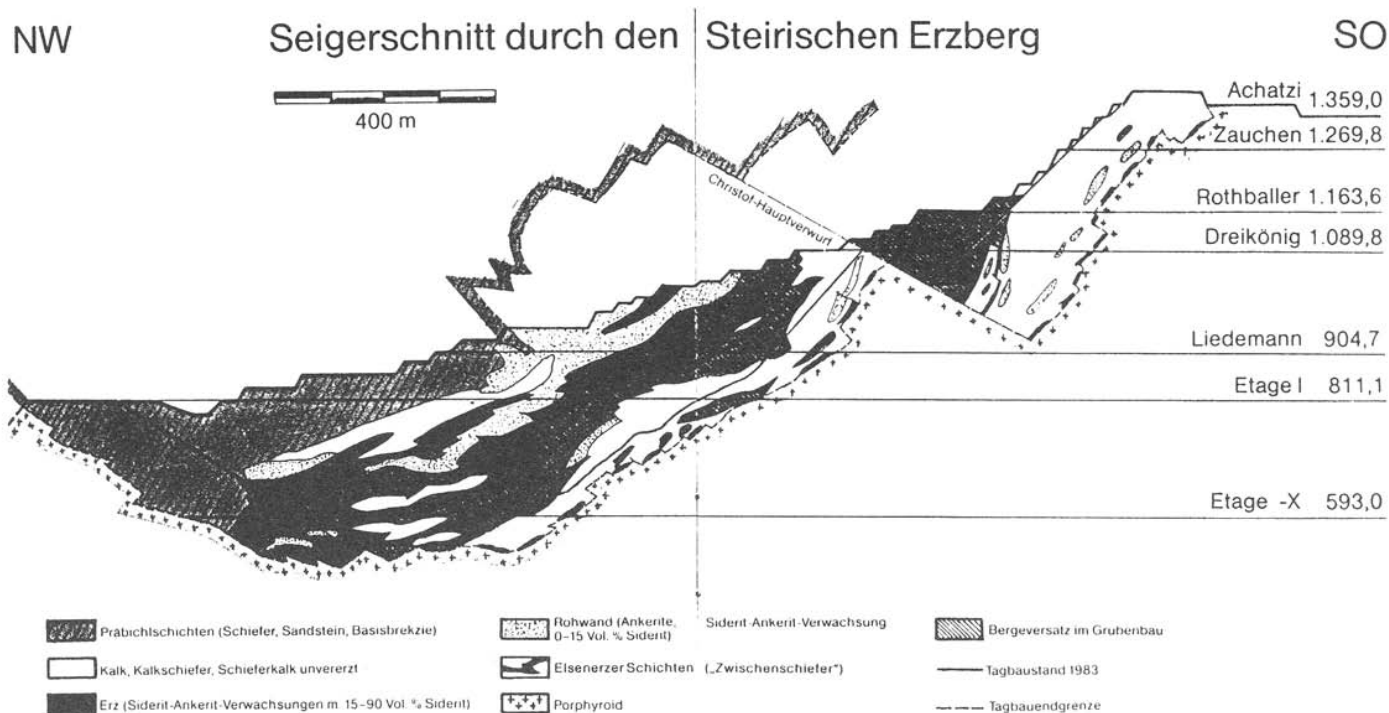 NW Seigerschnitt durch den Steirischen Erzberg SO
400 m
Achatzi 1.359,0
Zauchen 1.269,8
Christof-Hauptverwurf
Rothballer 1.163,6
Dreikönig 1.089,8
Liedemann 904,7
Etage I 811,1
Etage -X 593,0
Präbichlschichten (Schiefer, Sandstein, Basisbrekzie)
Kalk, Kalkschiefer, Schieferkalk unvererzt
Erz (Siderit-Ankerit-Verwachsungen m. 15-90 Vol. % Siderit)
Rohwand (Ankerite, Siderit-Ankerit-Verwachsung
0-15 Vol. % Siderit)
Eisenerzer Schichten („Zwischenschiefer")
Porphyroid
Bergeversatz im Grubenbau
Tagbaustand 1983
Tagbauendgrenze